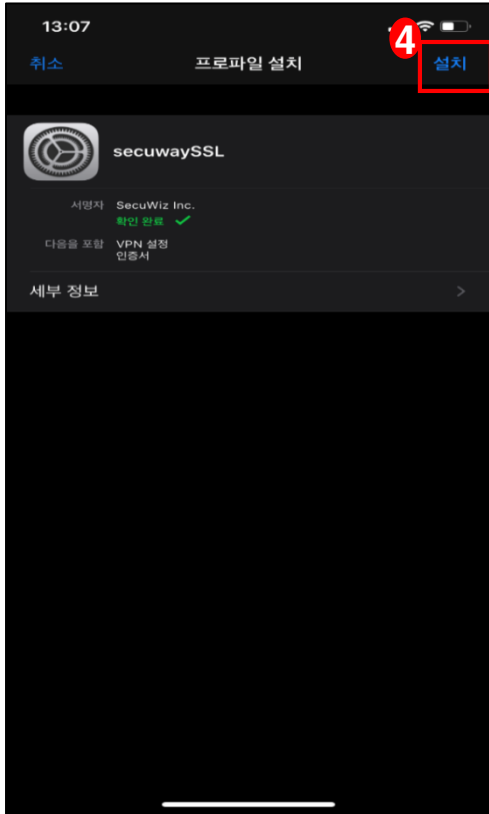 13:07
4
취소 프로파일 설치 설치
secuwaySSL
서명자 SecuWiz Inc.
확인 완료 ✓
다음을 포함 VPN 설정
인증서
세부 정보 >